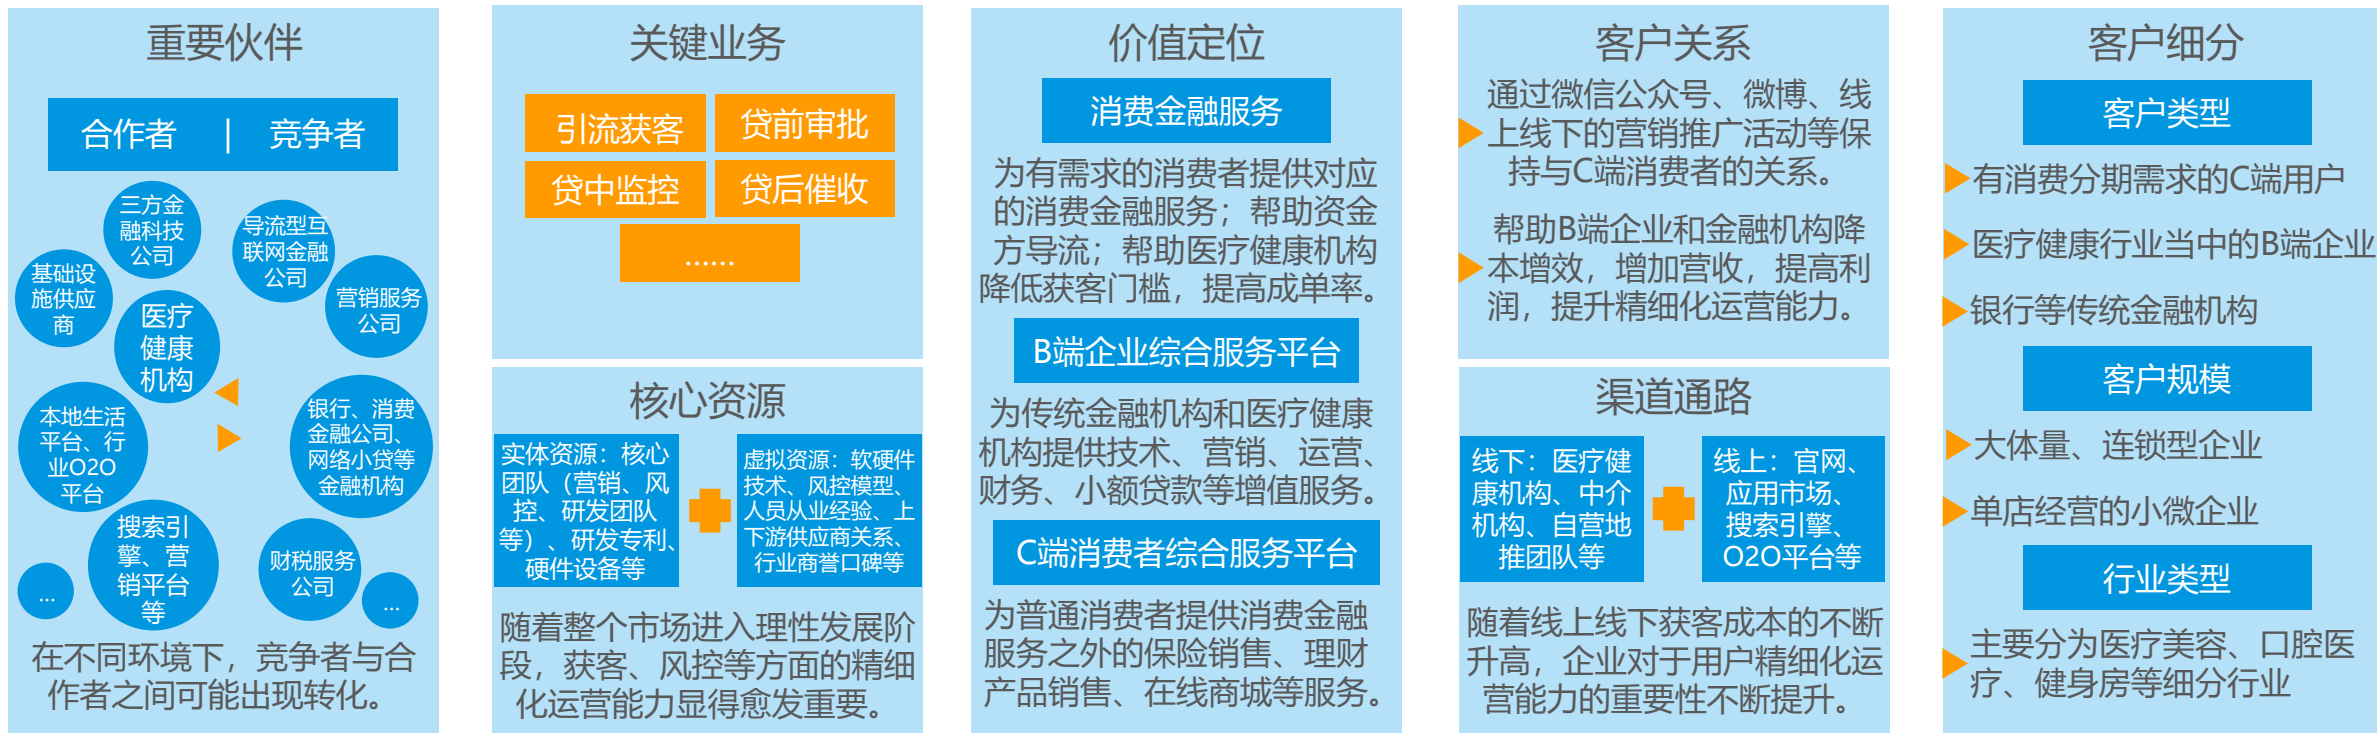 重要伙伴
合作者 | 竞争者
三方金
融科技
公司
导流型互
联网金融
公司
基础设
施供应
商
营销服务
公司
医疗
健康
机构
本地生活
平台、行
业O2O
平台
银行、消费
金融公司、
网络小贷等
金融机构
搜索引
擎、营
销平台
等
财税服务
公司
...
...
在不同环境下，竞争者与合
作者之间可能出现转化。
关键业务
引流获客
贷前审批
贷中监控
贷后催收
……
核心资源
实体资源：核心
团队（营销、风
控、研发团队
等）、研发专利、
硬件设备等
虚拟资源：软硬件
技术、风控模型、
人员从业经验、上
下游供应商关系、
行业商誉口碑等
随着整个市场进入理性发展阶
段，获客、风控等方面的精细
化运营能力显得愈发重要。
价值定位
消费金融服务
为有需求的消费者提供对应
的消费金融服务；帮助资金
方导流；帮助医疗健康机构
降低获客门槛，提高成单率。
B端企业综合服务平台
为传统金融机构和医疗健康
机构提供技术、营销、运营、
财务、小额贷款等增值服务。
C端消费者综合服务平台
为普通消费者提供消费金融
服务之外的保险销售、理财
产品销售、在线商城等服务。
客户关系
通过微信公众号、微博、线
上线下的营销推广活动等保
持与C端消费者的关系。
帮助B端企业和金融机构降
本增效，增加营收，提高利
润，提升精细化运营能力。
渠道通路
线下：医疗健
康机构、中介
机构、自营地
推团队等
线上：官网、
应用市场、
搜索引擎、
O2O平台等
随着线上线下获客成本的不断
升高，企业对于用户精细化运
营能力的重要性不断提升。
客户细分
客户类型
有消费分期需求的C端用户
医疗健康行业当中的B端企业
银行等传统金融机构
客户规模
大体量、连锁型企业
单店经营的小微企业
行业类型
主要分为医疗美容、口腔医
疗、健身房等细分行业